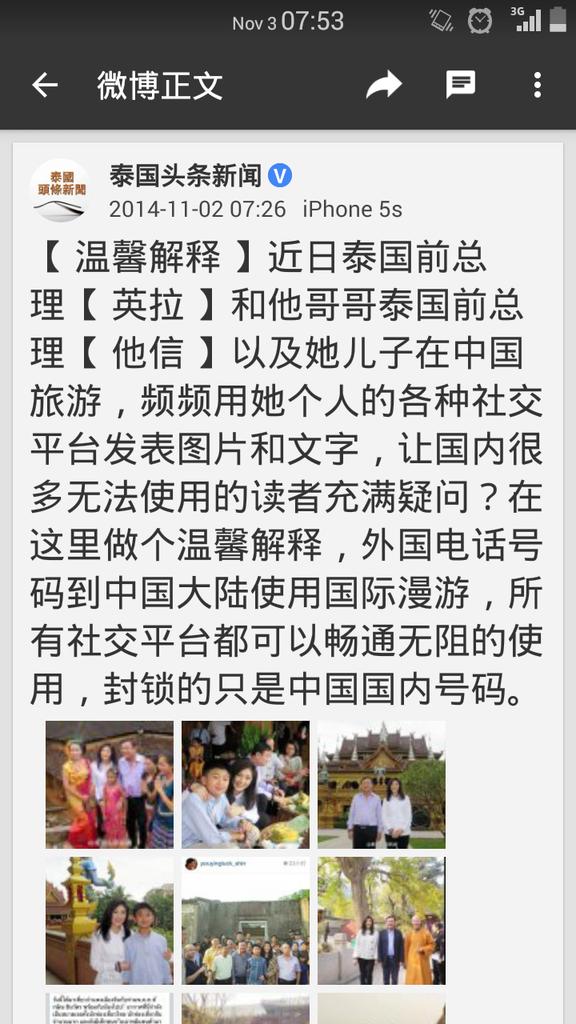 Nov 3 07:53
3G
微博正文
泰國
頭條新聞
泰国头条新闻 V
2014-11-02 07:26 iPhone 5s
【 温馨解释 】近日泰国前总
理【 英拉 】和他哥哥泰国前总
理【 他信 】以及她儿子在中国
旅游，频频用她个人的各种社交
平台发表图片和文字，让国内很
多无法使用的读者充满疑问？在
这里做个温馨解释，外国电话号
码到中国大陆使用国际漫游，所
有社交平台都可以畅通无阻的使
用，封锁的只是中国国内号码。